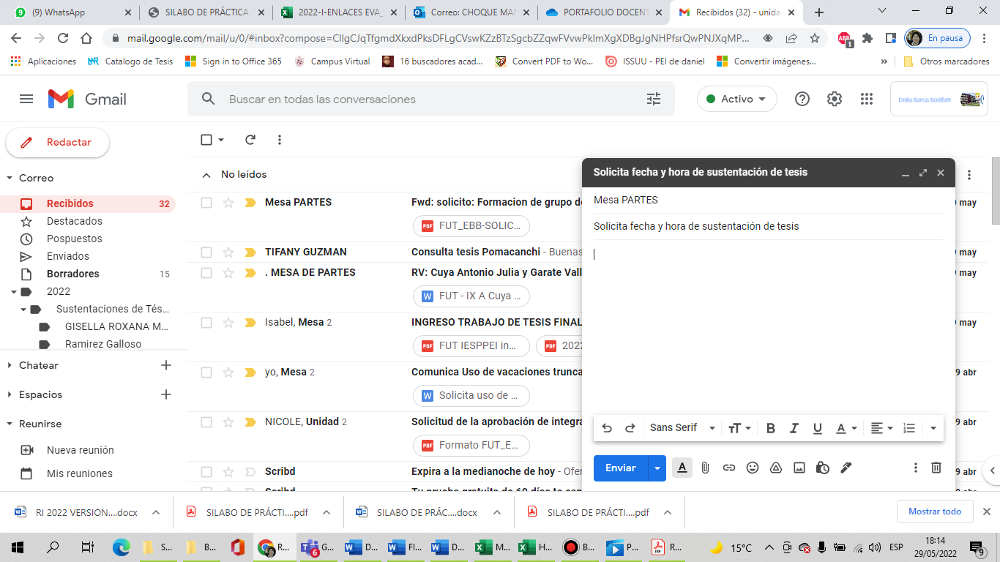 (9) WhatsApp
SILABO DE PRÁCTICA
2022-I-ENLACES EVA_
Correo: CHOQUE MAN
PORTAFOLIO DOCENT
Recibidos (32) - unida
mail.google.com/mail/u/0/#inbox?compose=CllgCJqTfgmdXkxdPksDFLgCVswKZzBTzSgcbZZqwFVvwPklmXgXDBgJgNHPfsrQwPNJXqMP...
ABP
1
En pausa
Aplicaciones
Catalogo de Tesis
Sign in to Office 365
Campus Virtual
16 buscadores acad...
Convert PDF to Wo...
ISSUU - PEI de daniel
Convertir imágenes...
»
Otros marcadores
Gmail
Buscar en todas las conversaciones
Activo
Emilia Barcia Boniffatti
Redactar
Correo
Recibidos 32
Destacados
Pospuestos
Enviados
Borradores 15
2022
Sustentaciones de Tés...
GISELLA ROXANA M...
Ramirez Galloso
Chatear
Espacios
Reunirse
Nueva reunión
Mis reuniones
No leídos
Mesa PARTES
Fwd: solicito: Formacion de grupo de
may
PDF FUT_EBB-SOLIC...
TIFANY GUZMAN
Consulta tesis Pomacanchi - Buenas
may
. MESA DE PARTES
RV: Cuya Antonio Julia y Garate Vall
may
W FUT - IX A Cuya ...
Isabel, Mesa 2
INGRESO TRABAJO DE TESIS FINAL
may
PDF FUT IESPPEI in...
PDF 2022
yo, Mesa 2
Comunica Uso de vacaciones trunca
9 abr
W Solicita uso de ...
NICOLE, Unidad 2
Solicitud de la aprobación de integra
9 abr
PDF Formato FUT_E...
Scribd
Expira a la medianoche de hoy - Ofer
9 abr
Scribd
Tu prueba gratuita de 60 días te
Solicita fecha y hora de sustentación de tesis
Mesa PARTES
Solicita fecha y hora de sustentación de tesis
Sans Serif
Enviar
RI 2022 VERSION....docx
SILABO DE PRÁCTI....pdf
SILABO DE PRÁC....docx
SILABO DE PRÁCTI....pdf
Mostrar todo
S...
B...
R...
G...
6
D...
Fl...
D...
M...
H...
B...
P...
R...
15°C
ESP
18:14
29/05/2022
9